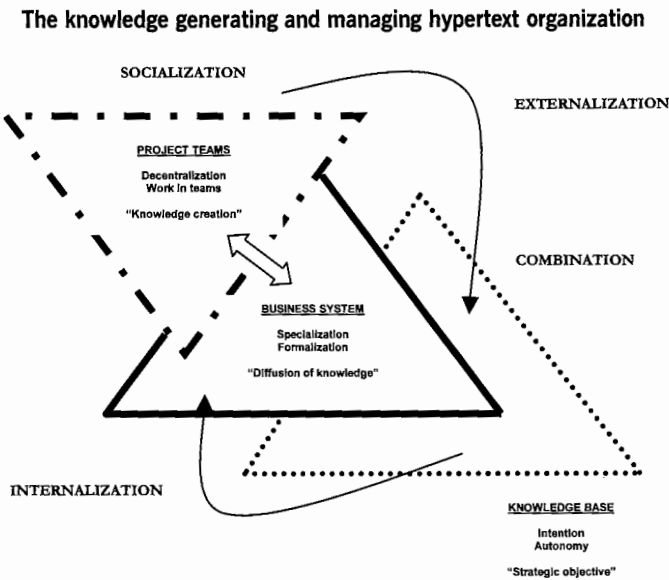 The knowledge generating and managing hypertext organization
SOCIALIZATION
EXTERNALIZATION
PROJECT TEAMS
Decentralization
Work in teams
"Knowledge creation"
COMBINATION
BUSINESS SYSTEM
Specialization
Formalization
"Diffusion of knowledge"
INTERNALIZATION
KNOWLEDGE BASE
Intention
Autonomy
"Strategic objective"